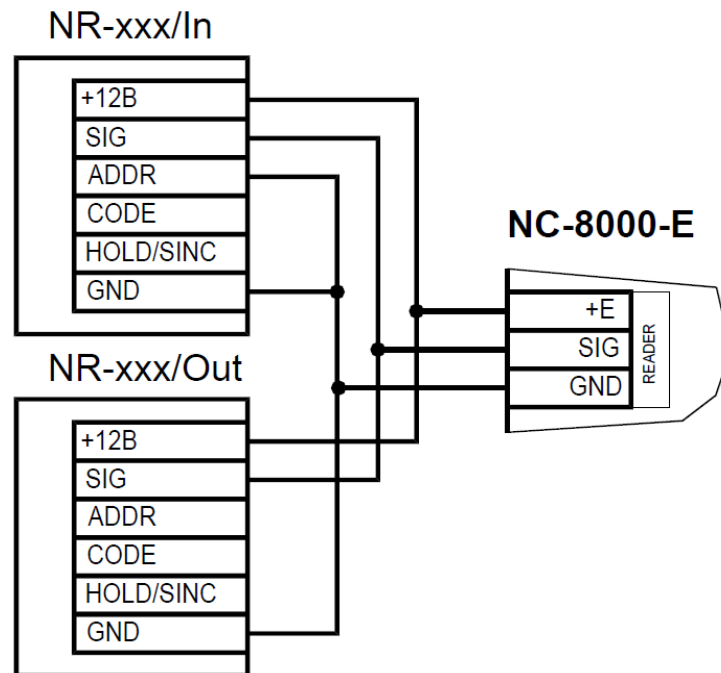 NR-xxx/In
+12В
SIG
ADDR
CODE
HOLD/SINC
GND
NC-8000-E
+E
SIG
GND
READER
NR-xxx/Out
+12В
SIG
ADDR
CODE
HOLD/SINC
GND